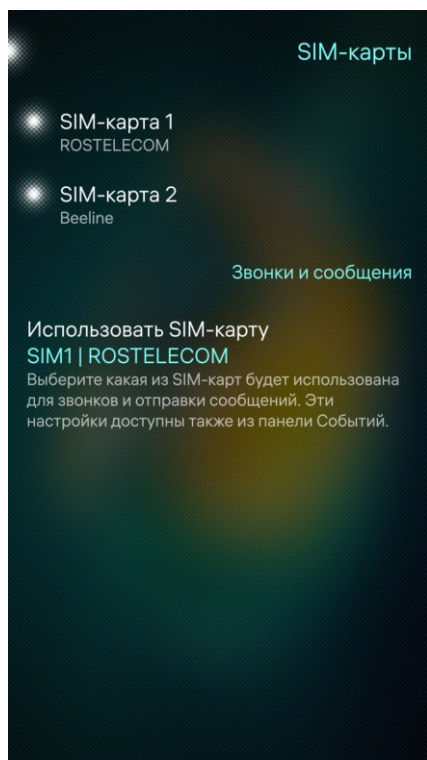 SIM-карты
SIM-карта 1
ROSTELECOM
SIM-карта 2
Beeline
Звонки и сообщения
Использовать SIM-карту
SIM1 | ROSTELECOM
Выберите какая из SIM-карт будет использована
для звонков и отправки сообщений. Эти
настройки доступны также из панели Событий.